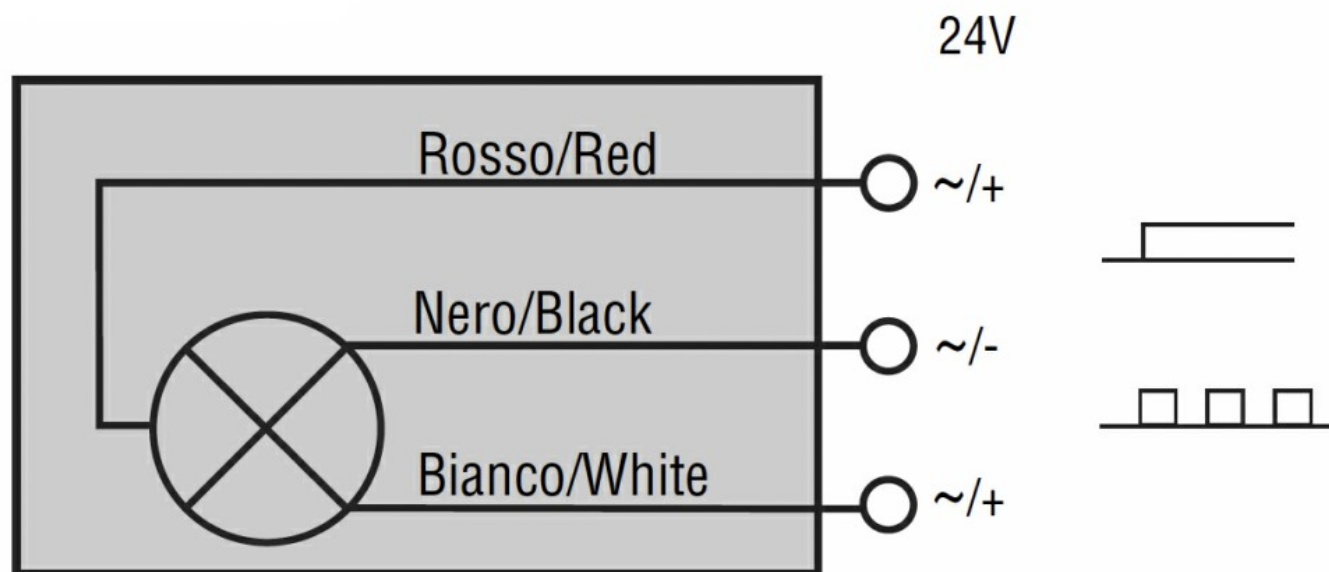 24V
Rosso/Red
~/+
Nero/Black
~/-
Bianco/White
~/+